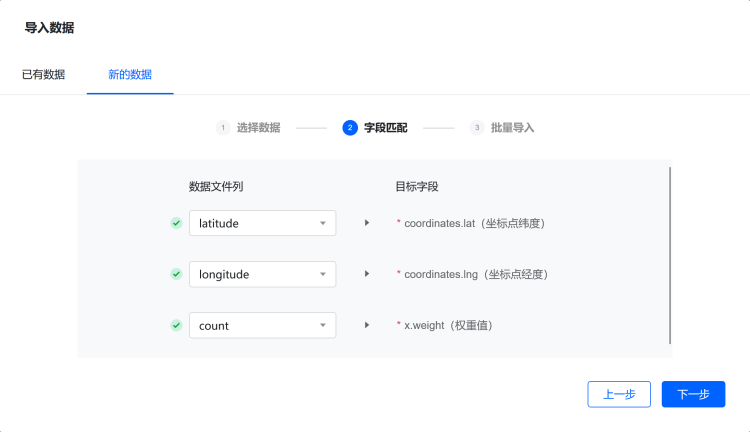 导入数据
已有数据 新的数据
1 选择数据 2 字段匹配 3 批量导入
数据文件列 目标字段
latitude * coordinates.lat（坐标点纬度）
longitude * coordinates.lng（坐标点经度）
count * x.weight（权重值）
上一步 下一步